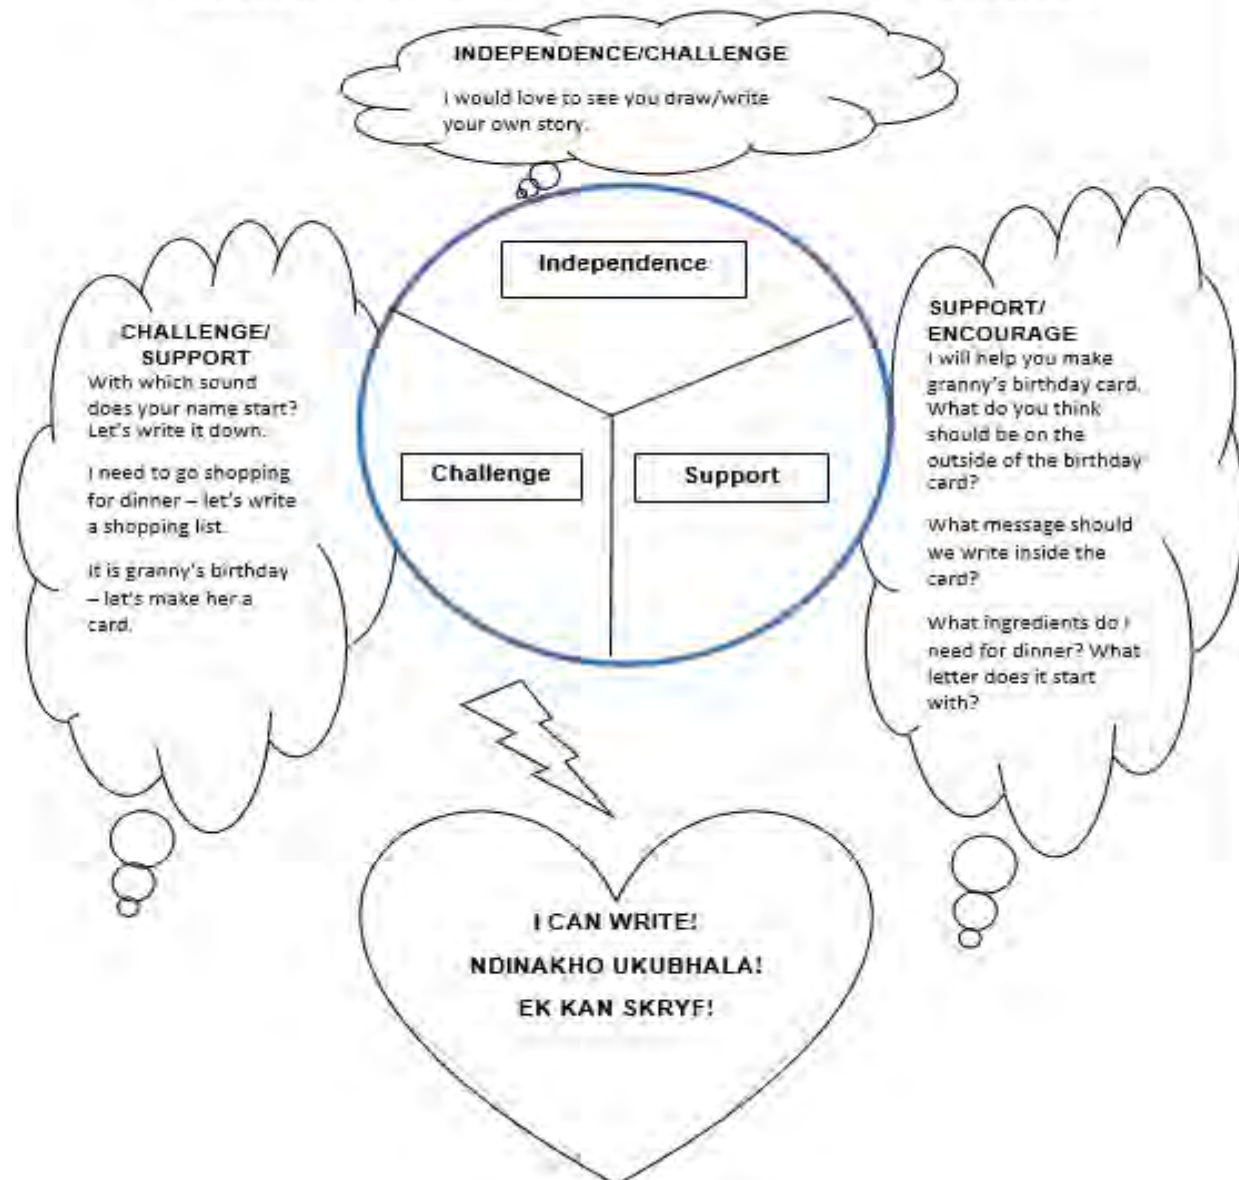 INDEPENDENCE/CHALLENGE
I would love to see you draw/write
your own story.
Independence
CHALLENGE/
SUPPORT
With which sound
does your name start?
Let's write it down.
I need to go shopping
for dinner – let's write
a shopping list.
It is granny's birthday
– let's make her a
card.
Challenge
Support
SUPPORT/
ENCOURAGE
I will help you make
granny's birthday card.
What do you think
should be on the
outside of the birthday
card?
What message should
we write inside the
card?
What ingredients do I
need for dinner? What
letter does it start
with?
I CAN WRITE!
NDINAKHO UKUBHALA!
EK KAN SKRYF!